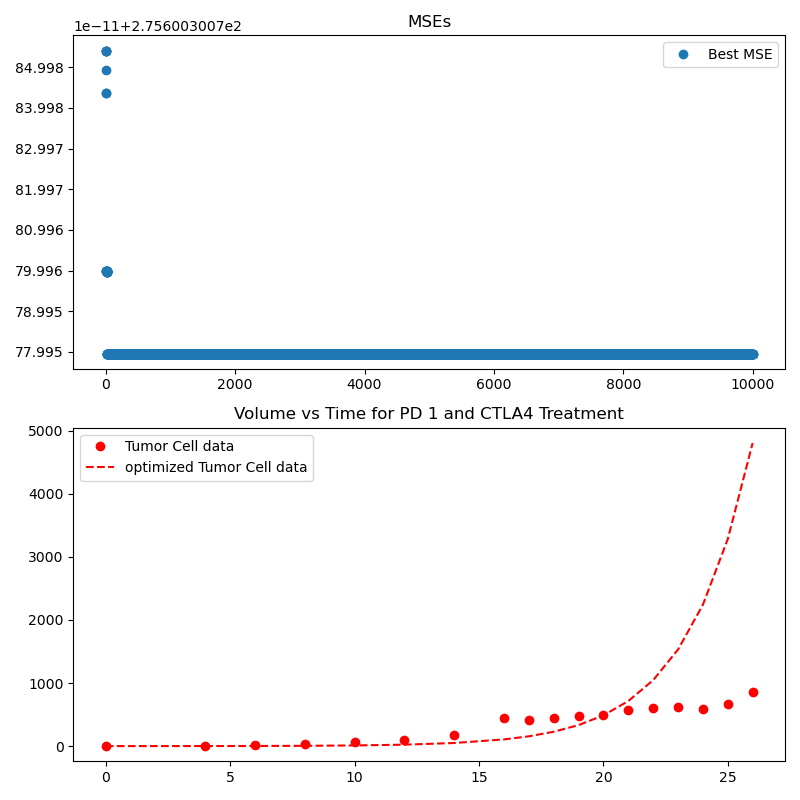 1e-11+2.756003007e2
MSEs
Best MSE
84.998
83.998
82.997
81.997
80.996
79.996
78.995
77.995
0 2000 4000 6000 8000 10000
Volume vs Time for PD 1 and CTLA4 Treatment
Tumor Cell data
optimized Tumor Cell data
5000
4000
3000
2000
1000
0
0 5 10 15 20 25